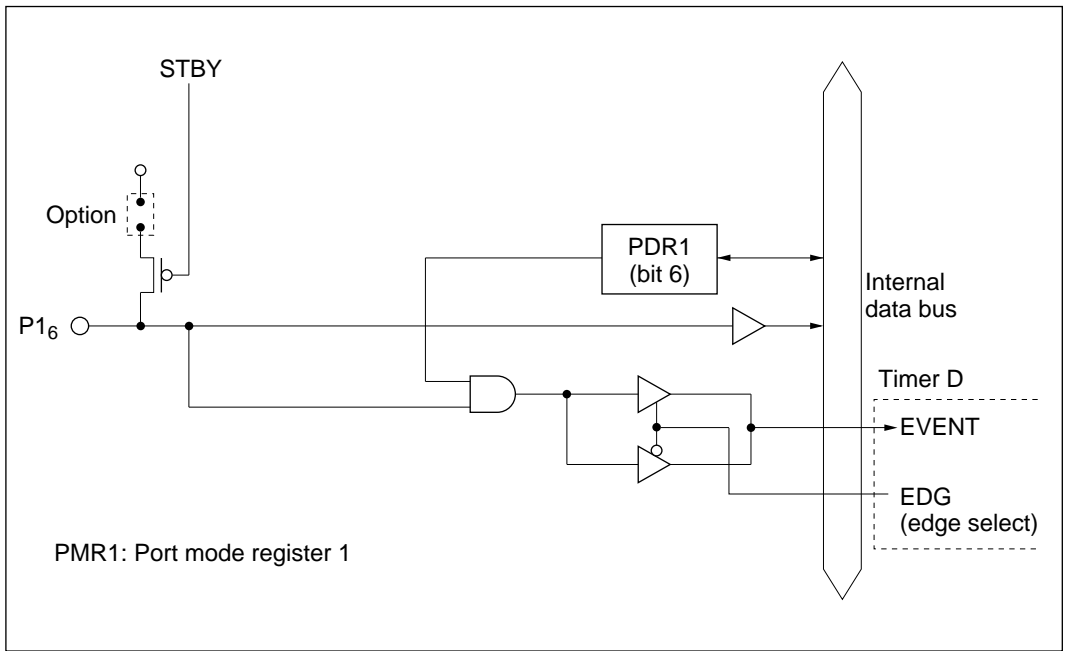 STBY
Option
PDR1
(bit 6)
Internal
data bus
P1₆
Timer D
EVENT
EDG
(edge select)
PMR1: Port mode register 1